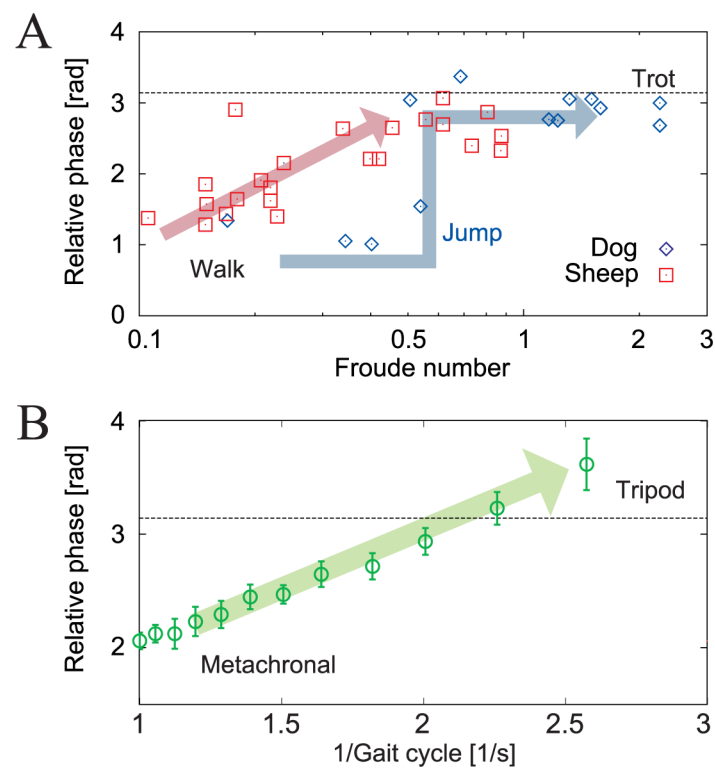 A
4
3
2
1
0
Relative phase [rad]
Trot
Walk
Jump
Dog
Sheep
0.1 0.5 1 2 3
Froude number
B
4
3
2
Relative phase [rad]
Tripod
Metachronal
1 1.5 2 2.5 3
1/Gait cycle [1/s]